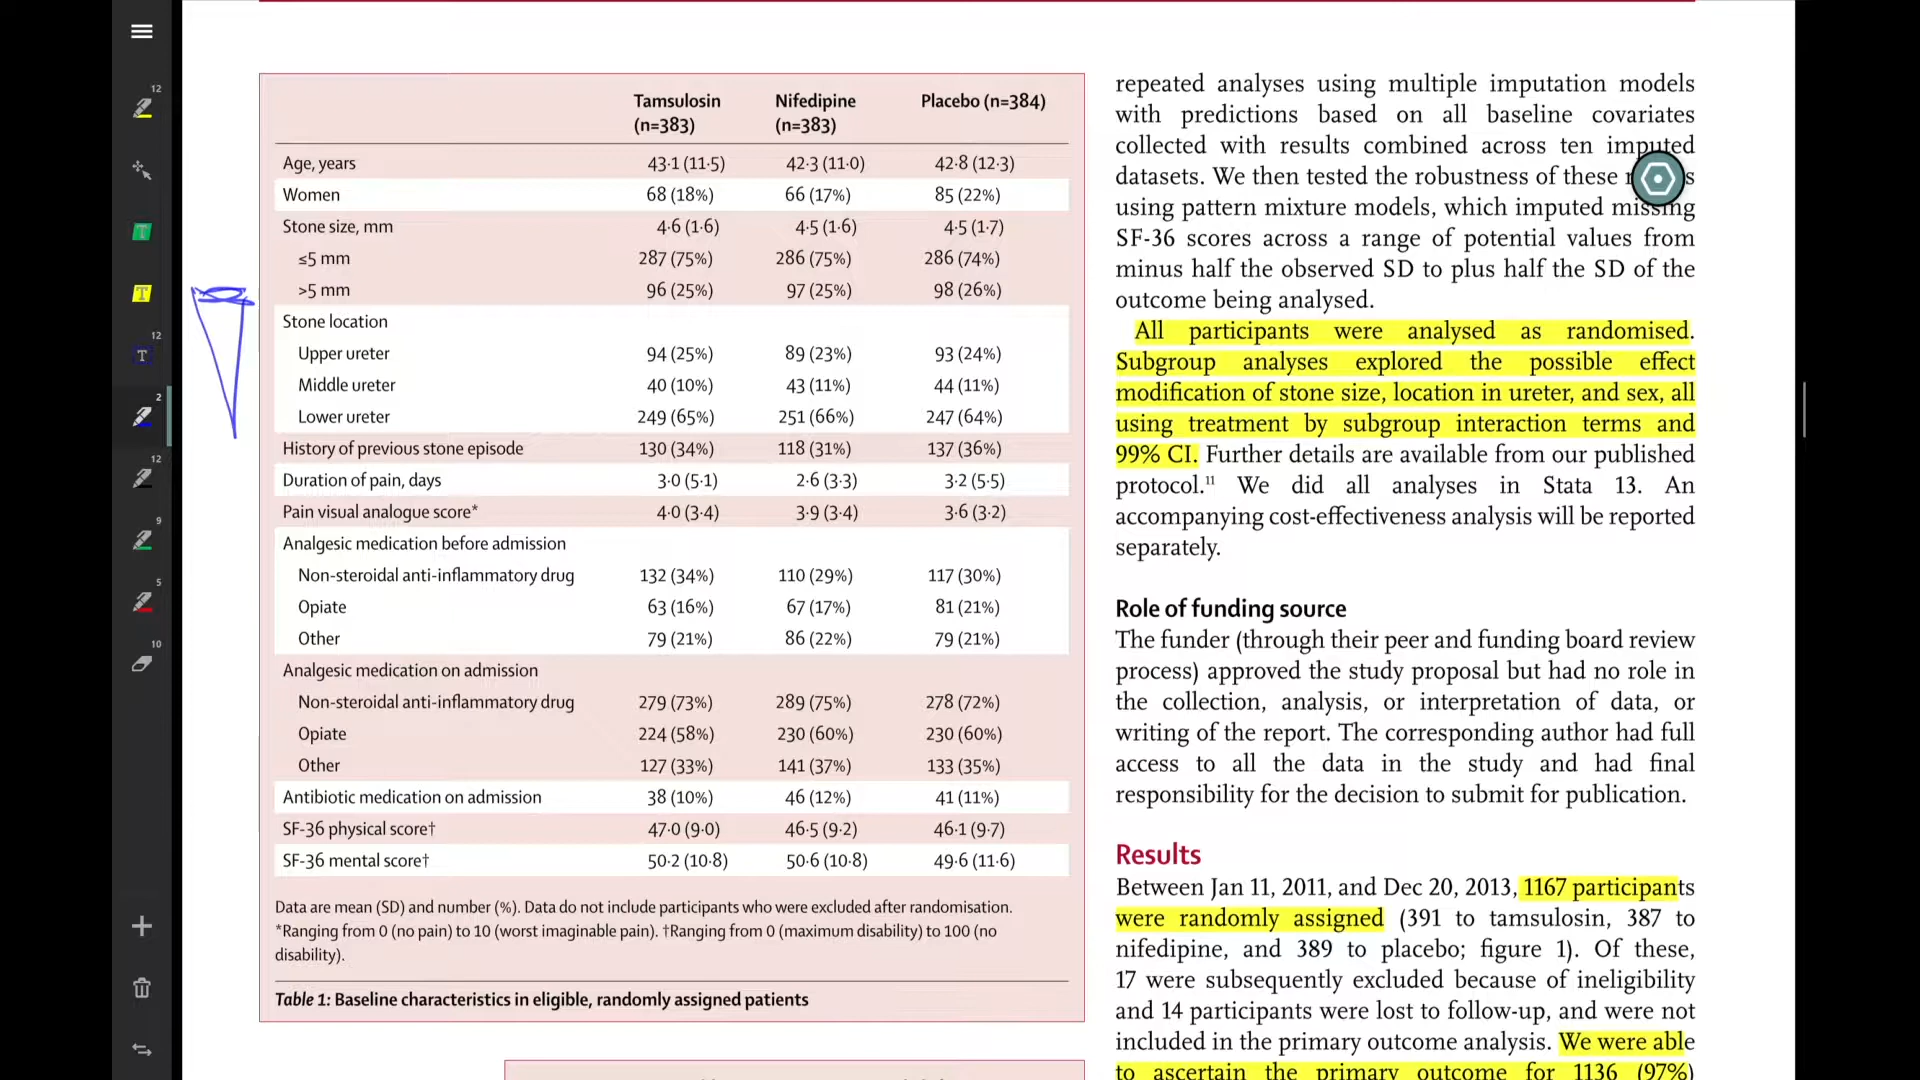 12
12
2
12
9
5
10
Tamsulosin (n=383) Nifedipine (n=383) Placebo (n=384)
Age, years 43·1 (11·5) 42·3 (11·0) 42·8 (12·3)
Women 68 (18%) 66 (17%) 85 (22%)
Stone size, mm 4·6 (1·6) 4·5 (1·6) 4·5 (1·7)
≤5 mm 287 (75%) 286 (75%) 286 (74%)
>5 mm 96 (25%) 97 (25%) 98 (26%)
Stone location
Upper ureter 94 (25%) 89 (23%) 93 (24%)
Middle ureter 40 (10%) 43 (11%) 44 (11%)
Lower ureter 249 (65%) 251 (66%) 247 (64%)
History of previous stone episode 130 (34%) 118 (31%) 137 (36%)
Duration of pain, days 3·0 (5·1) 2·6 (3·3) 3·2 (5·5)
Pain visual analogue score* 4·0 (3·4) 3·9 (3·4) 3·6 (3·2)
Analgesic medication before admission
Non-steroidal anti-inflammatory drug 132 (34%) 110 (29%) 117 (30%)
Opiate 63 (16%) 67 (17%) 81 (21%)
Other 79 (21%) 86 (22%) 79 (21%)
Analgesic medication on admission
Non-steroidal anti-inflammatory drug 279 (73%) 289 (75%) 278 (72%)
Opiate 224 (58%) 230 (60%) 230 (60%)
Other 127 (33%) 141 (37%) 133 (35%)
Antibiotic medication on admission 38 (10%) 46 (12%) 41 (11%)
SF-36 physical score† 47·0 (9·0) 46·5 (9·2) 46·1 (9·7)
SF-36 mental score† 50·2 (10·8) 50·6 (10·8) 49·6 (11·6)
Data are mean (SD) and number (%). Data do not include participants who were excluded after randomisation.
*Ranging from 0 (no pain) to 10 (worst imaginable pain). †Ranging from 0 (maximum disability) to 100 (no
disability).
Table 1: Baseline characteristics in eligible, randomly assigned patients
repeated analyses using multiple imputation models
with predictions based on all baseline covariates
collected with results combined across ten imputed
datasets. We then tested the robustness of these
using pattern mixture models, which imputed missing
SF-36 scores across a range of potential values from
minus half the observed SD to plus half the SD of the
outcome being analysed.
All participants were analysed as randomised.
Subgroup analyses explored the possible effect
modification of stone size, location in ureter, and sex, all
using treatment by subgroup interaction terms and
99% CI. Further details are available from our published
protocol.¹¹ We did all analyses in Stata 13. An
accompanying cost-effectiveness analysis will be reported
separately.
Role of funding source
The funder (through their peer and funding board review
process) approved the study proposal but had no role in
the collection, analysis, or interpretation of data, or
writing of the report. The corresponding author had full
access to all the data in the study and had final
responsibility for the decision to submit for publication.
Results
Between Jan 11, 2011, and Dec 20, 2013, 1167 participants
were randomly assigned (391 to tamsulosin, 387 to
nifedipine, and 389 to placebo; figure 1). Of these,
17 were subsequently excluded because of ineligibility
and 14 participants were lost to follow-up, and were not
included in the primary outcome analysis. We were able
to ascertain the primary outcome for 1136 (97%)